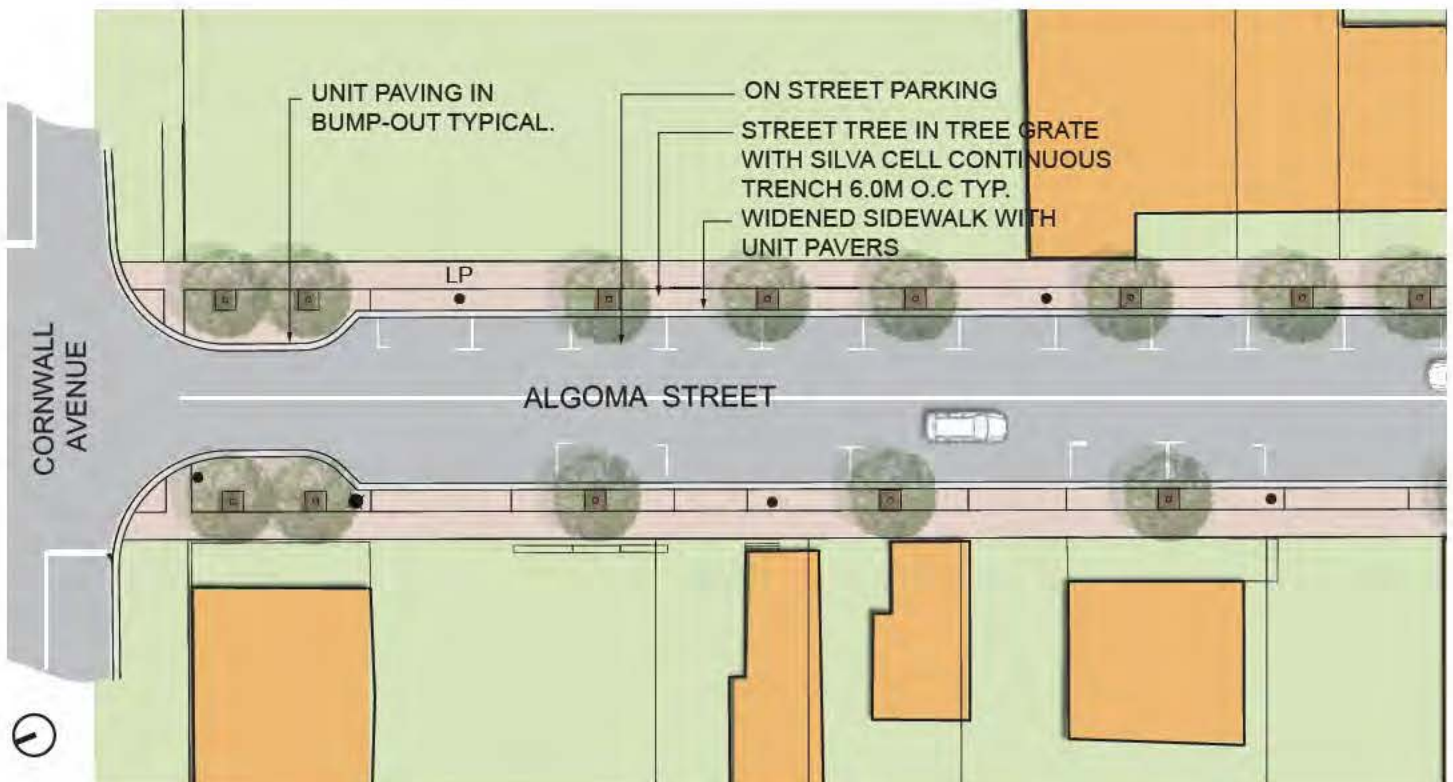 UNIT PAVING IN
BUMP-OUT TYPICAL.
ON STREET PARKING
STREET TREE IN TREE GRATE
WITH SILVA CELL CONTINUOUS
TRENCH 6.0M O.C TYP.
WIDENED SIDEWALK WITH
UNIT PAVERS
LP
CORNWALL
AVENUE
ALGOMA STREET